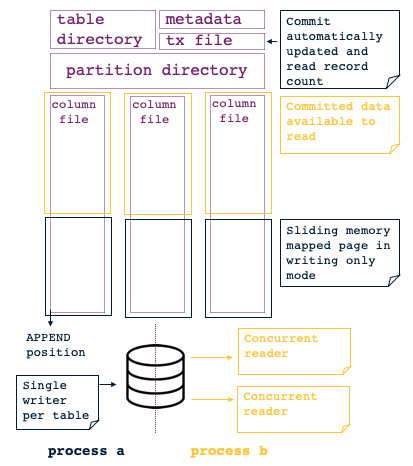 table
directory
metadata
tx file
Commit
automatically
updated and
read record
count
partition directory
column
file
column
file
column
file
Committed data
available to
read
Sliding memory
mapped page in
writing only
mode
APPEND
position
Concurrent
reader
Single
writer
per table
Concurrent
reader
process a
process b